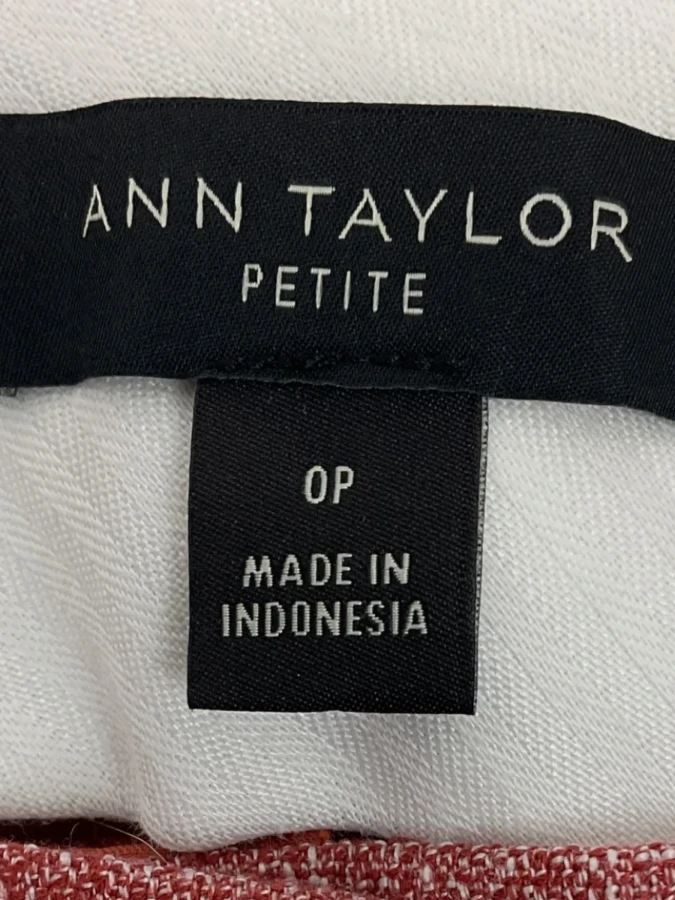 ANN TAYLOR
PETITE
0P
MADE IN
INDONESIA